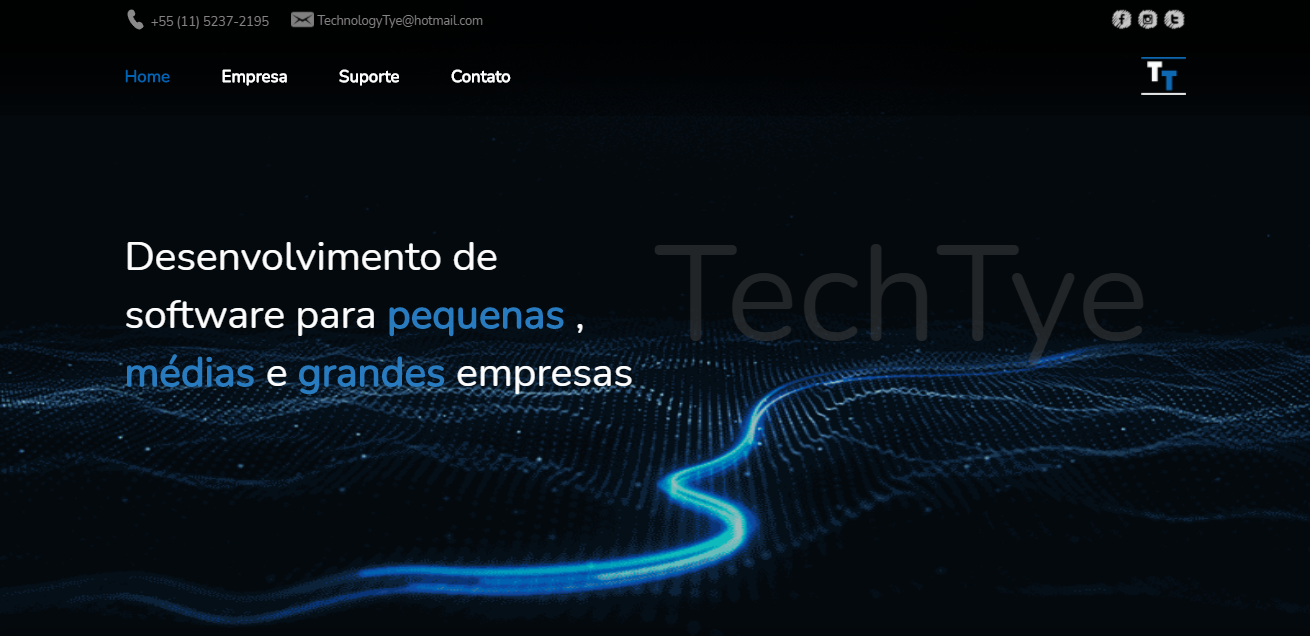 +55 (11) 5237-2195 TechnologyTye@hotmail.com
Home Empresa Suporte Contato
TT
Desenvolvimento de
software para pequenas ,
médias e grandes empresas
TechTye